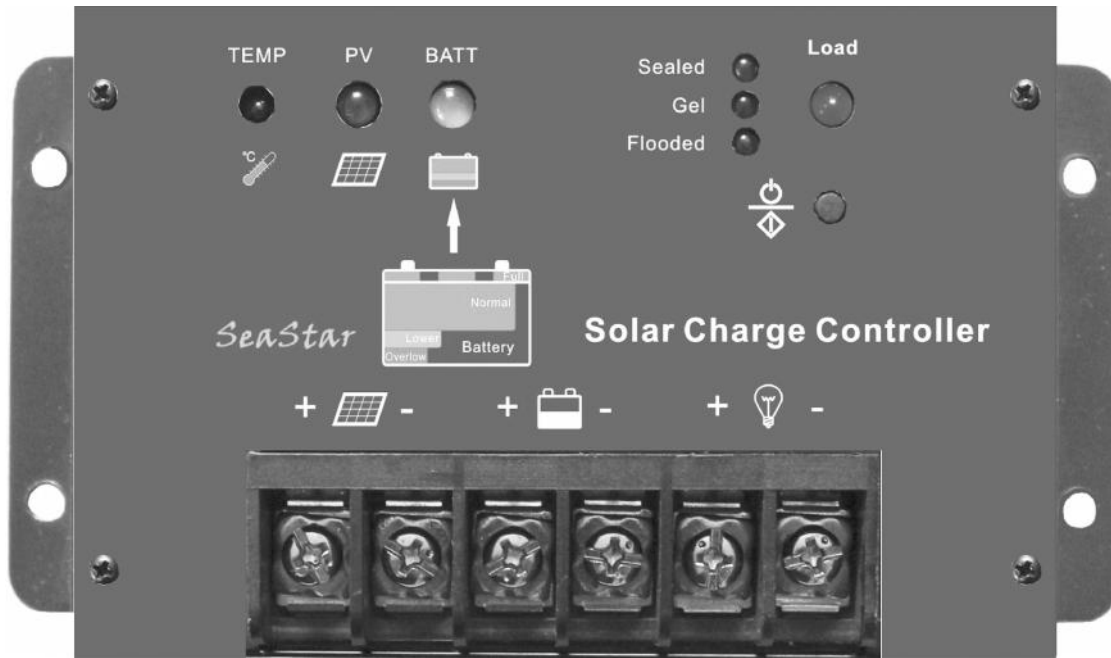 TEMP PV BATT
°C
Sealed
Gel
Flooded
Load
Full
Normal
Lower
Overlow
Battery
SeaStar
Solar Charge Controller
+ -
+ -
+ -